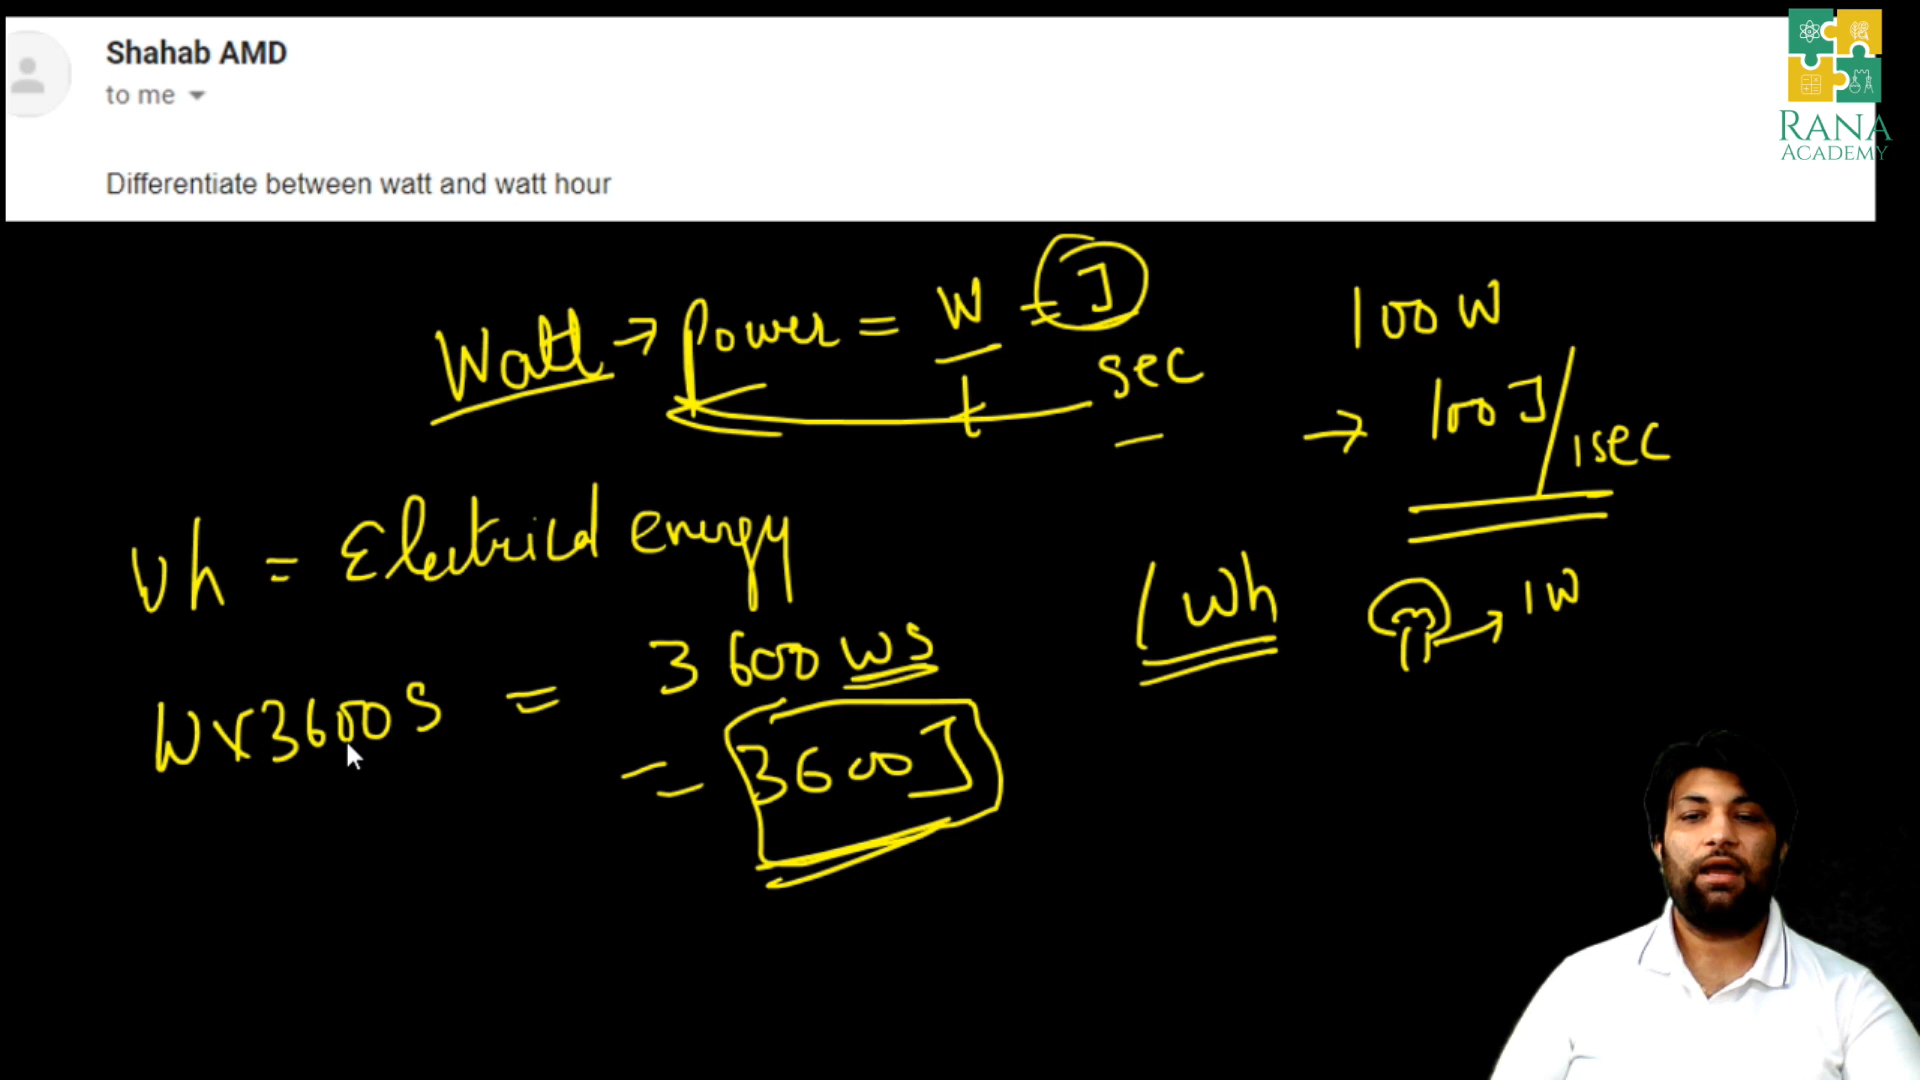 Shahab AMD
to me
Differentiate between watt and watt hour
RANA
ACADEMY
Watt → Power = W/t = J/sec
100 W
→ 100 J/1sec
Wh = Electrical energy
1 Wh
→ 1 W
W x 3600 S = 3600 WS
= 3600 J